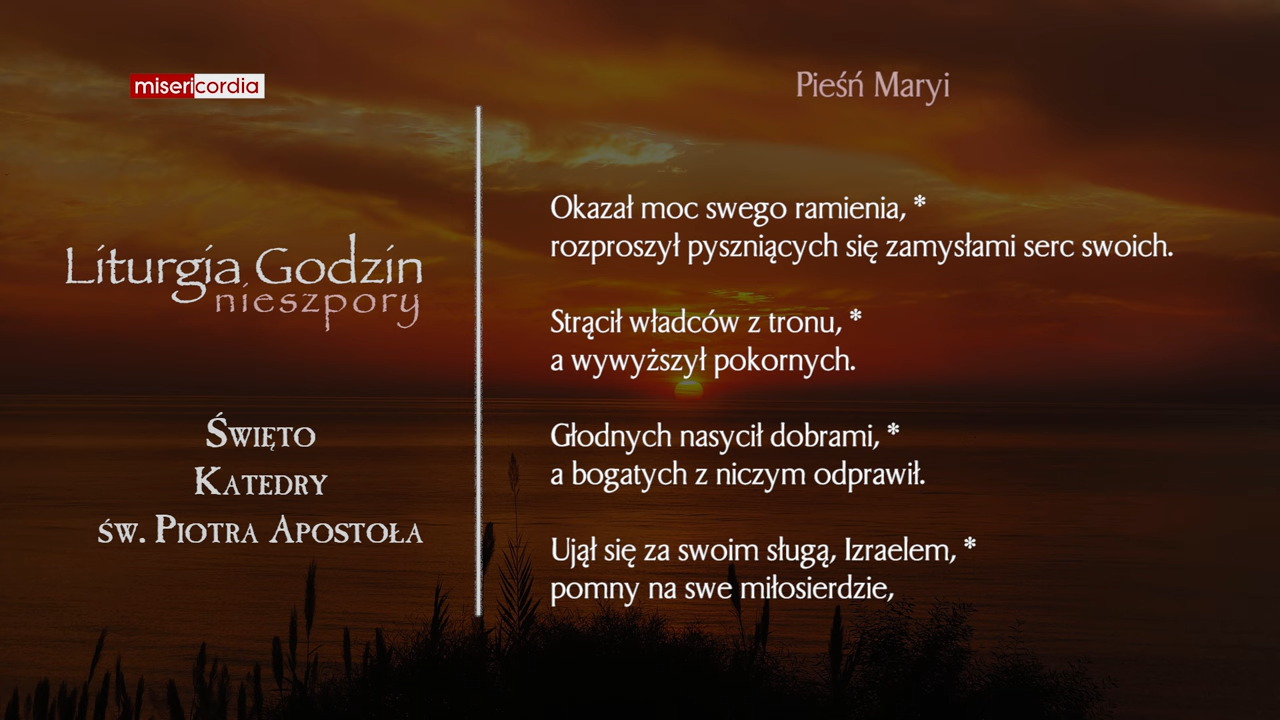 misericordia
Liturgia Godzin
nieszpory
Święto
Katedry
św. Piotra Apostoła
Pieśń Maryi
Okazał moc swego ramienia, *
rozproszył pyszniących się zamysłami serc swoich.
Strącił władców z tronu, *
a wywyższył pokornych.
Głodnych nasycił dobrami, *
a bogatych z niczym odprawił.
Ujął się za swoim sługą, Izraelem, *
pomny na swe miłosierdzie,